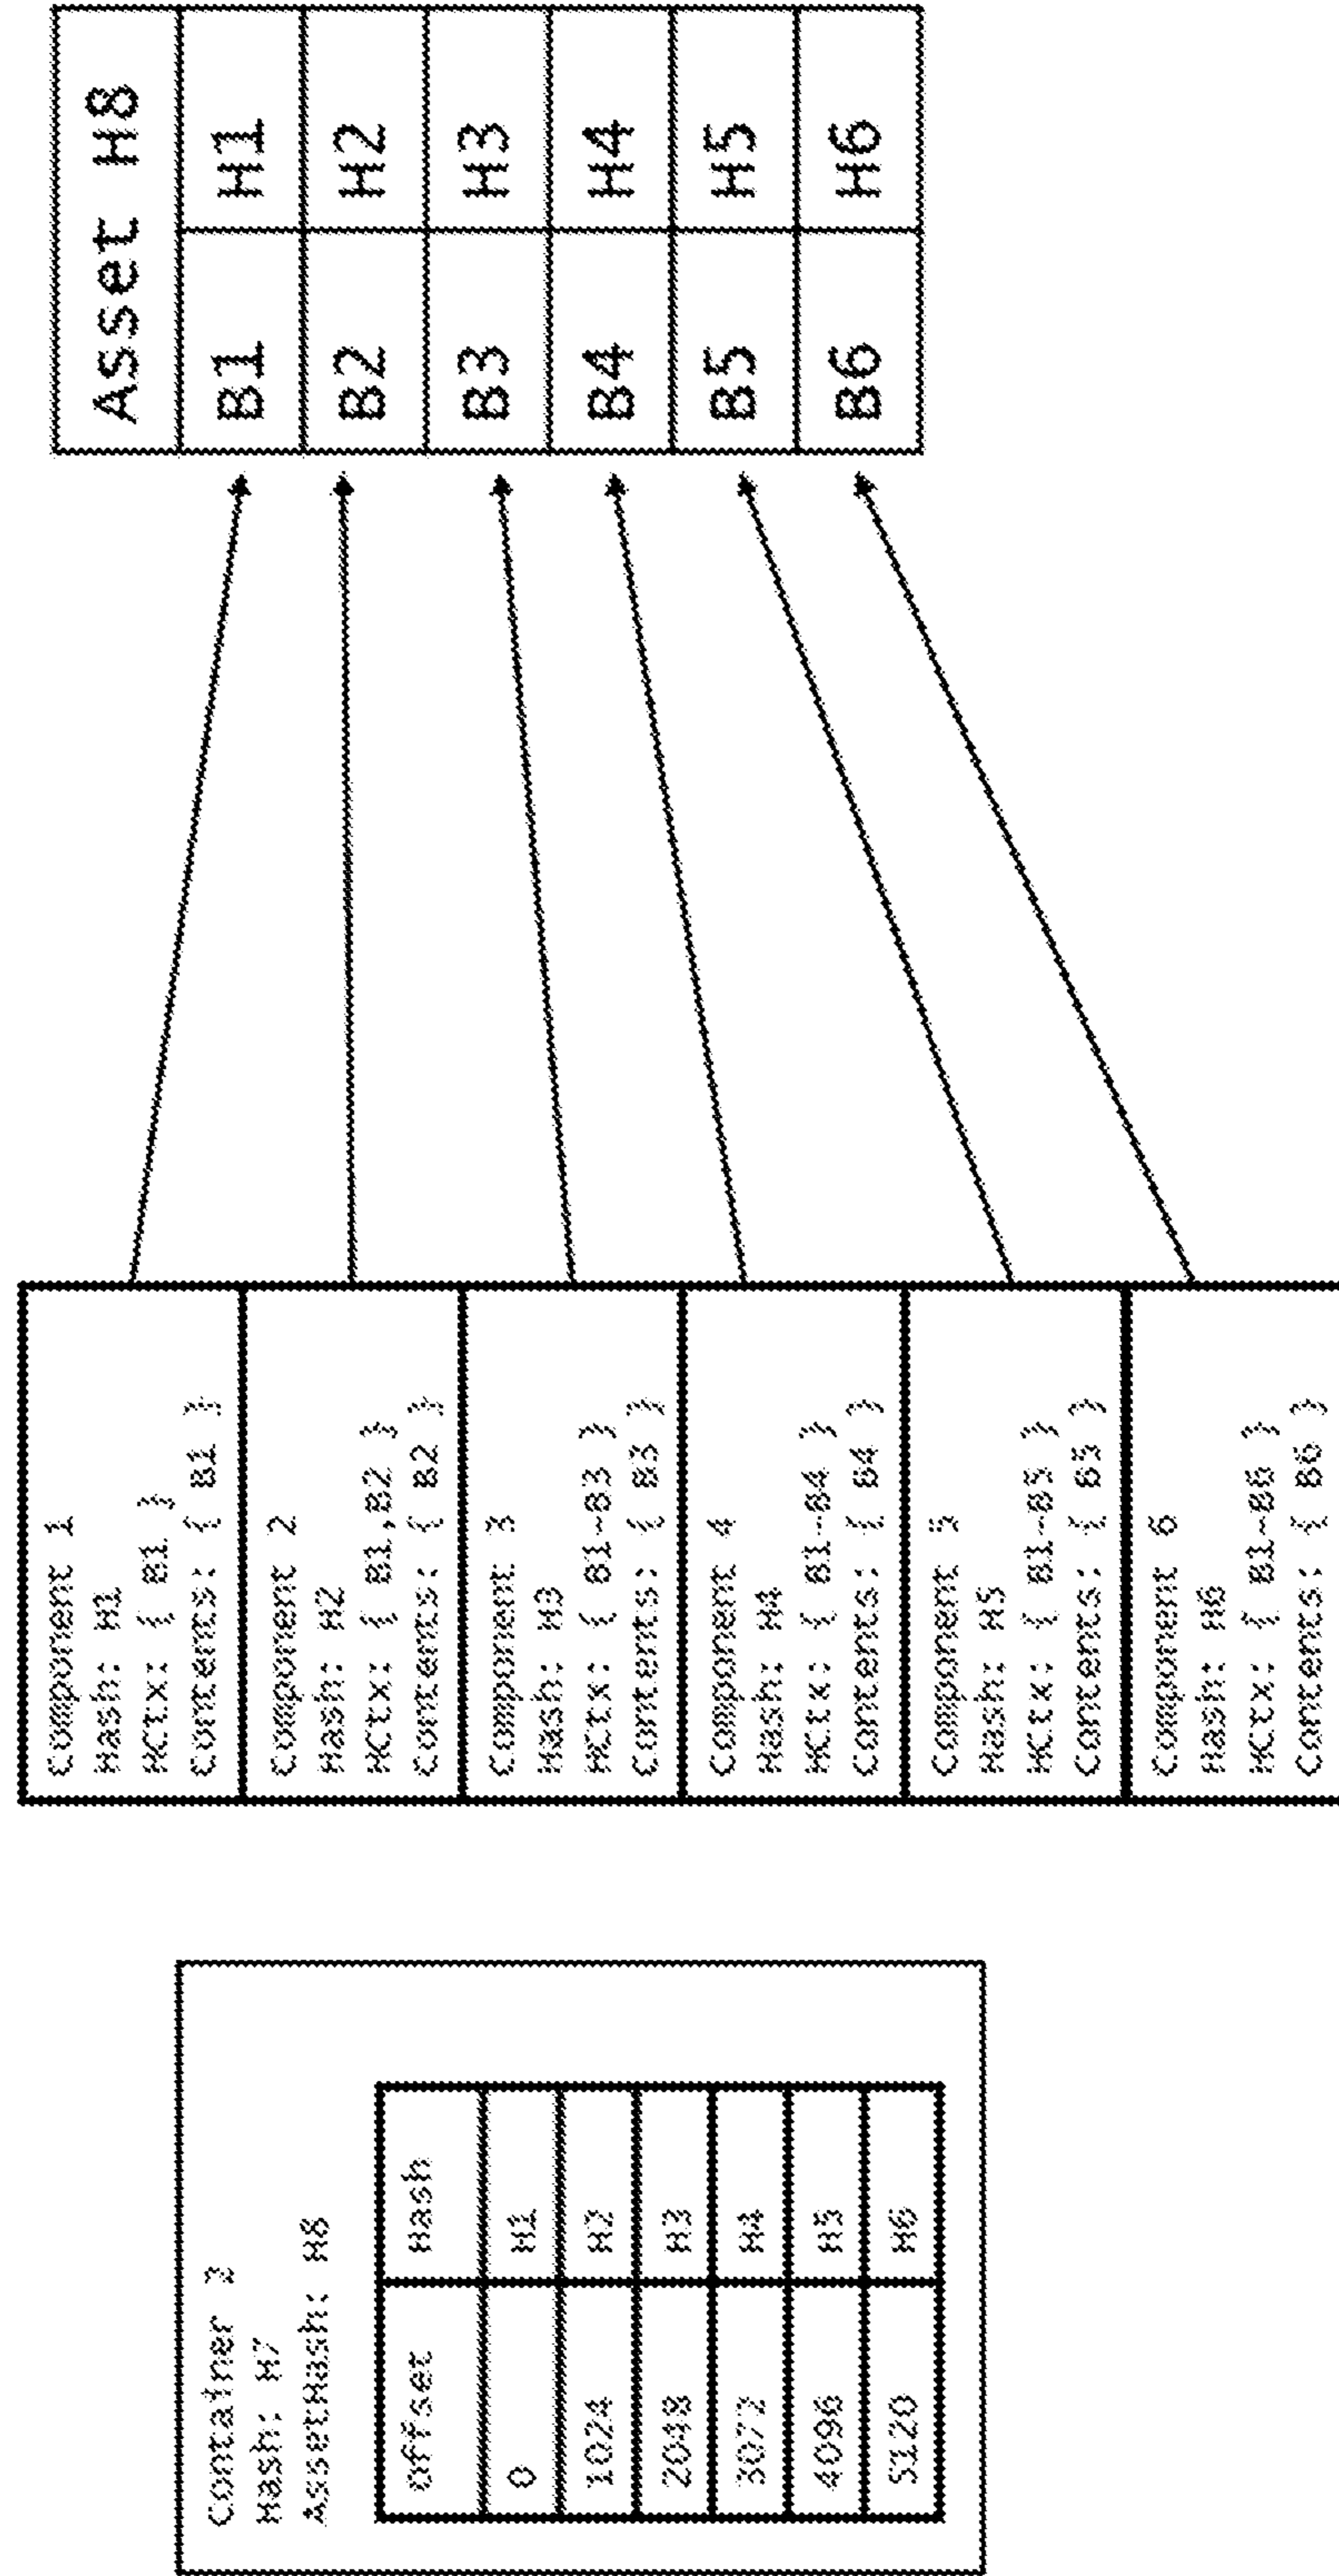 Container
Hash: H7
AssetHash: H8
Offset Hash
0 H1
1024 H2
2048 H3
3072 H4
4096 H5
5120 H6
Component 1
Hash: H1
HCtx: { B1 }
Contents: { B1 }
Component 2
Hash: H2
HCtx: { B1,B2 }
Contents: { B2 }
Component 3
Hash: H3
HCtx: { B1~B3 }
Contents: { B3 }
Component 4
Hash: H4
HCtx: { B1~B4 }
Contents: { B4 }
Component 5
Hash: H5
HCtx: { B1~B5 }
Contents: { B5 }
Component 6
Hash: H6
HCtx: { B1~B6 }
Contents: { B6 }
Asset H8
B1 H1
B2 H2
B3 H3
B4 H4
B5 H5
B6 H6